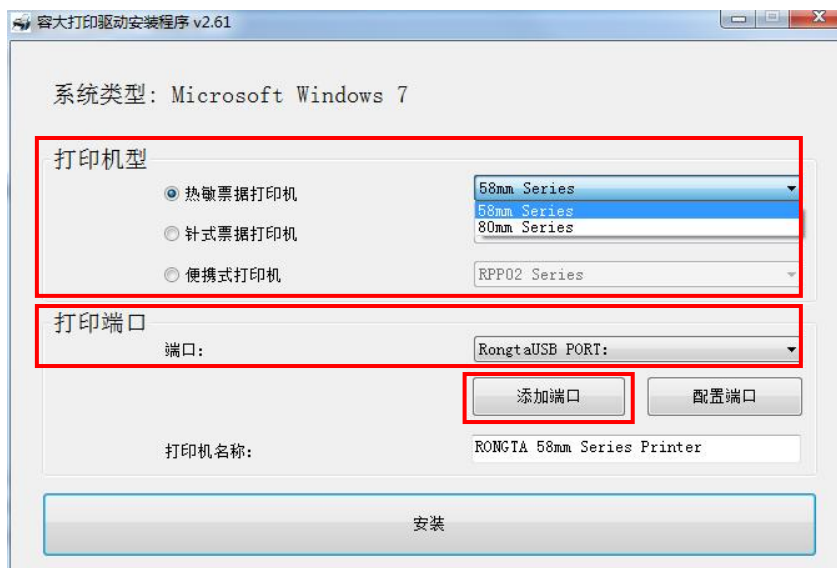 容大打印驱动安装程序 v2.61
系统类型: Microsoft Windows 7
打印机型
热敏票据打印机
58mm Series
58mm Series
80mm Series
针式票据打印机
便携式打印机
RPP02 Series
打印端口
端口:
RongtaUSB PORT:
添加端口
配置端口
打印机名称:
RONGTA 58mm Series Printer
安装